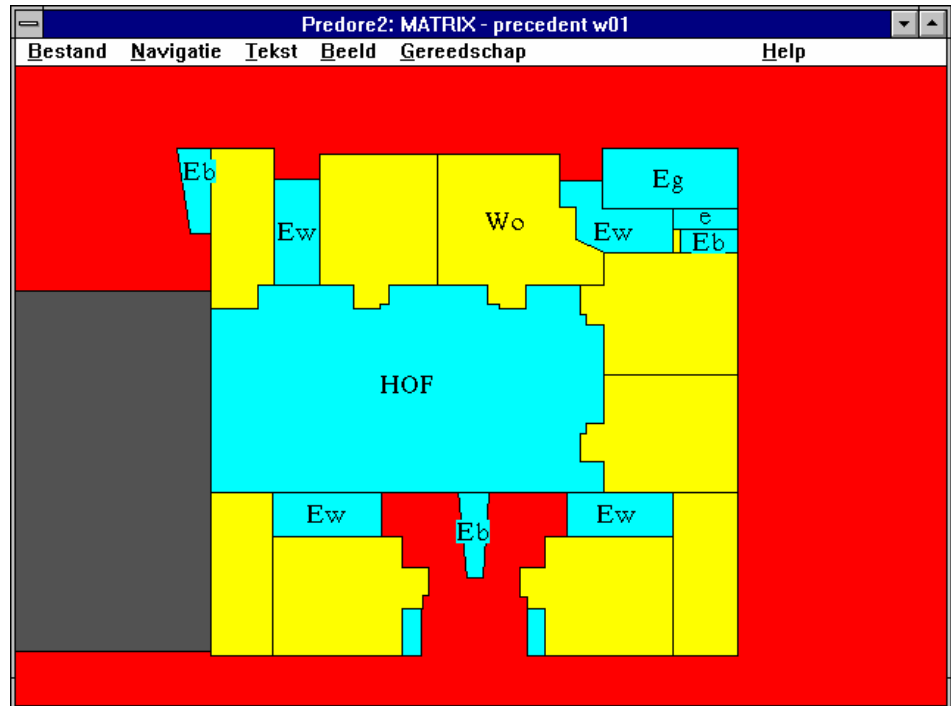 Predore2: MATRIX - precedent w01
Bestand Navigatie Tekst Beeld Gereedschap Help
Eb
Eg
Wo
e
Ew
Ew
Eb
HOF
Ew
Ew
Eb